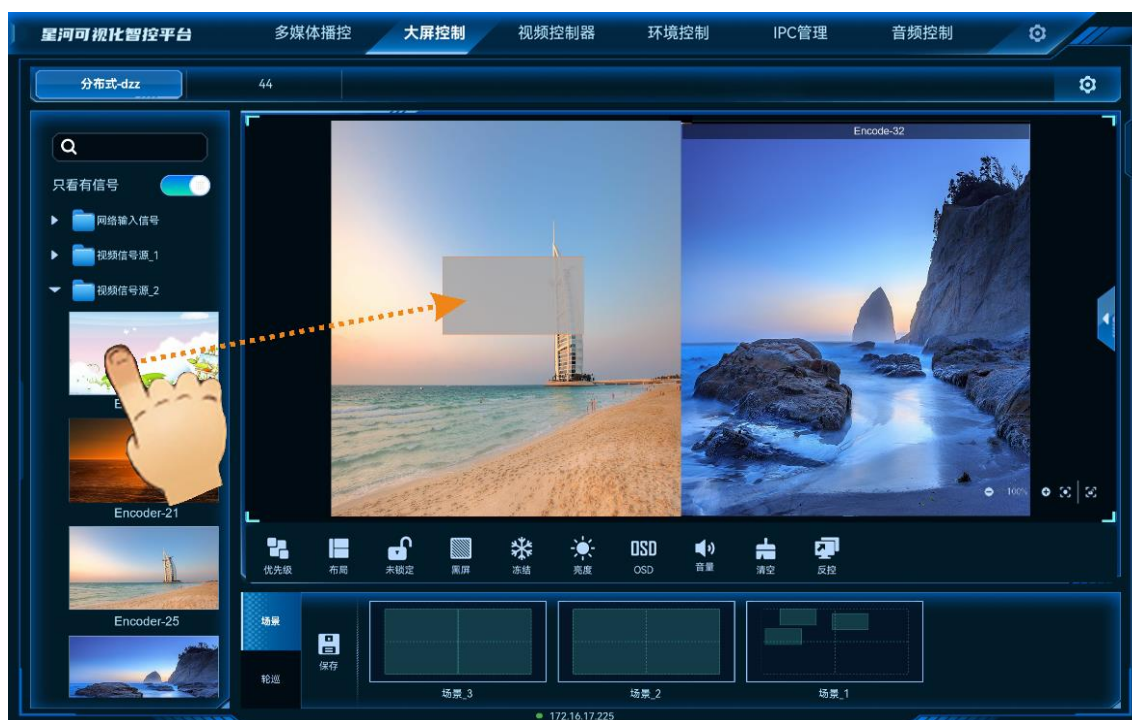 星河可视化智控平台
多媒体播控
大屏控制
视频控制器
环境控制
IPC管理
音频控制
分布式-dzz
44
只看有信号
网络输入信号
视频信号源_1
视频信号源_2
Encoder-21
Encoder-25
Encode-32
100%
优先级
布局
未锁定
黑屏
冻结
亮度
OSD
OSD
音量
清空
反控
场景
轮巡
保存
场景_3
场景_2
场景_1
172.16.17.225